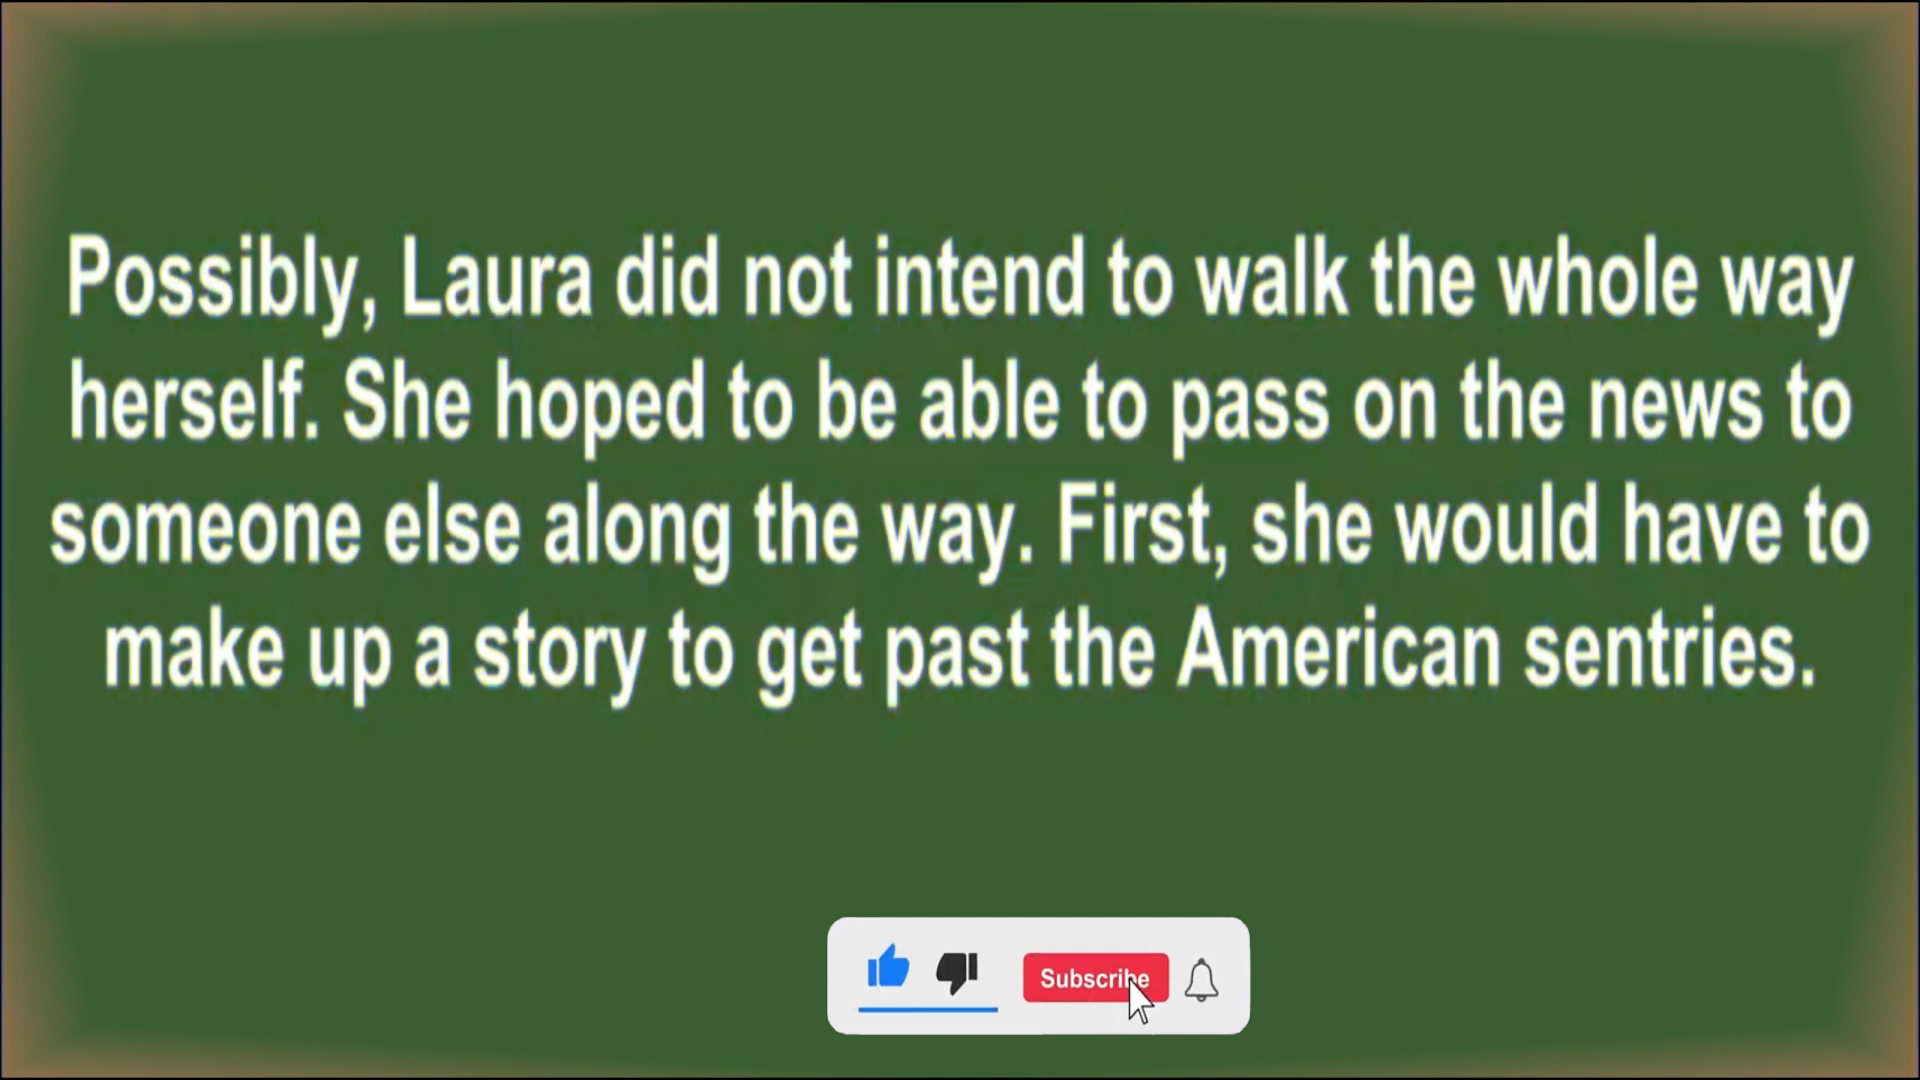 Possibly, Laura did not intend to walk the whole way
herself. She hoped to be able to pass on the news to
someone else along the way. First, she would have to
make up a story to get past the American sentries.
Subscribe